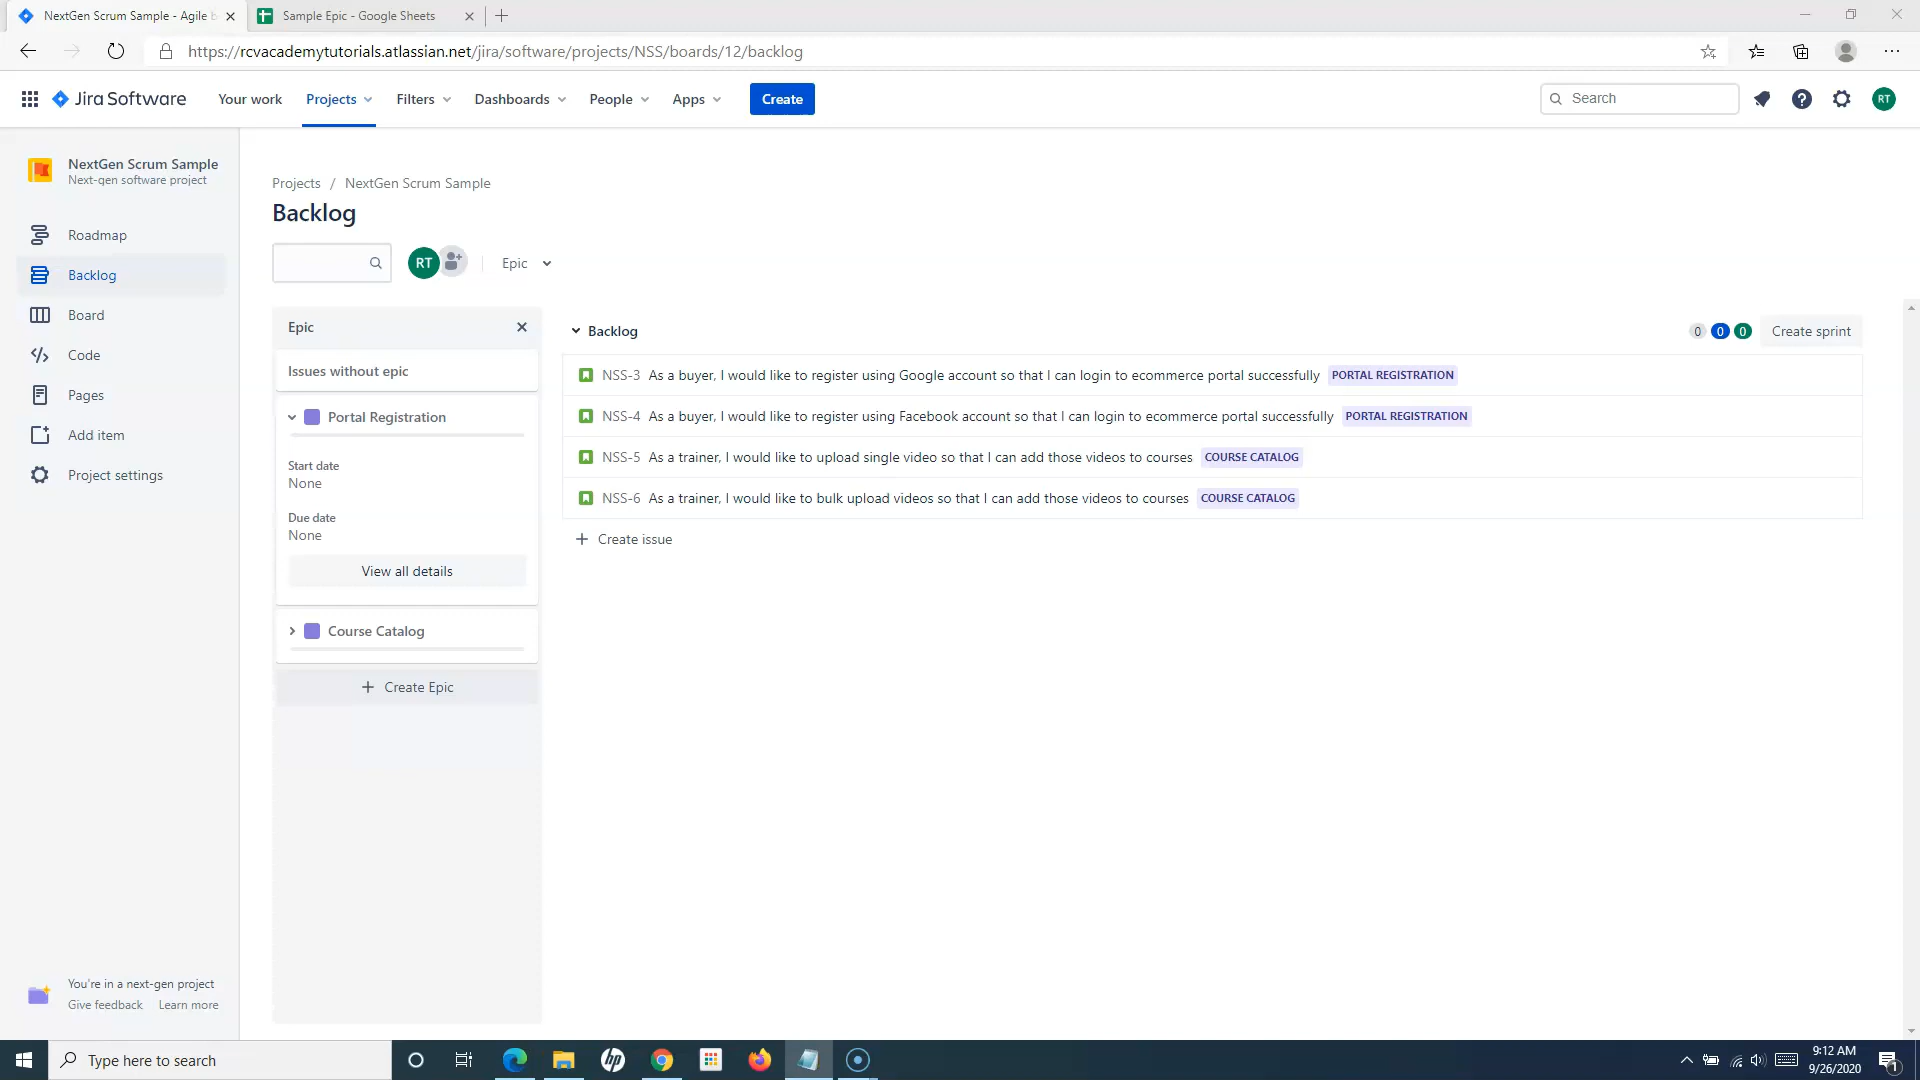 NextGen Scrum Sample - Agile b
Sample Epic - Google Sheets
https://rcvacademytutorials.atlassian.net/jira/software/projects/NSS/boards/12/backlog
Jira Software
Your work
Projects
Filters
Dashboards
People
Apps
Create
Search
RT
NextGen Scrum Sample
Next-gen software project
Roadmap
Backlog
Board
Code
Pages
Add item
Project settings
You're in a next-gen project
Give feedback Learn more
Projects / NextGen Scrum Sample
Backlog
RT
Epic
Epic
Issues without epic
Portal Registration
Start date
None
Due date
None
View all details
Course Catalog
Create Epic
Backlog
0 0 0 Create sprint
NSS-3 As a buyer, I would like to register using Google account so that I can login to ecommerce portal successfully PORTAL REGISTRATION
NSS-4 As a buyer, I would like to register using Facebook account so that I can login to ecommerce portal successfully PORTAL REGISTRATION
NSS-5 As a trainer, I would like to upload single video so that I can add those videos to courses COURSE CATALOG
NSS-6 As a trainer, I would like to bulk upload videos so that I can add those videos to courses COURSE CATALOG
Create issue
Type here to search
hp
9:12 AM
9/26/2020
1